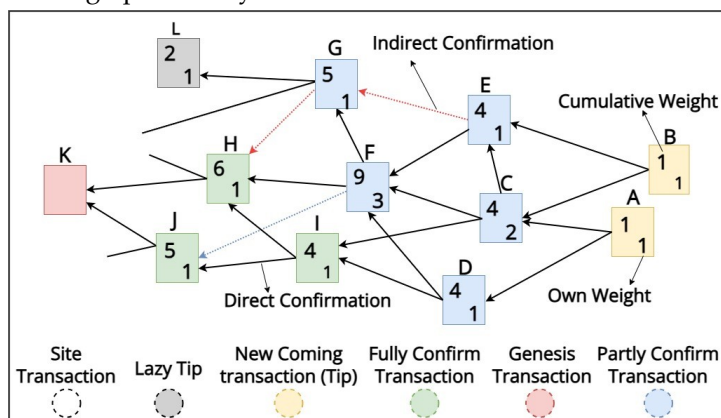 L
2
1
G
5
1
Indirect Confirmation
E
4
1
Cumulative Weight
B
1
1
K
H
6
1
F
9
3
C
4
2
A
1
1
J
5
1
I
4
1
D
4
1
Direct Confirmation
Own Weight
Site
Transaction
Lazy Tip
New Coming
transaction (Tip)
Fully Confirm
Transaction
Genesis
Transaction
Partly Confirm
Transaction